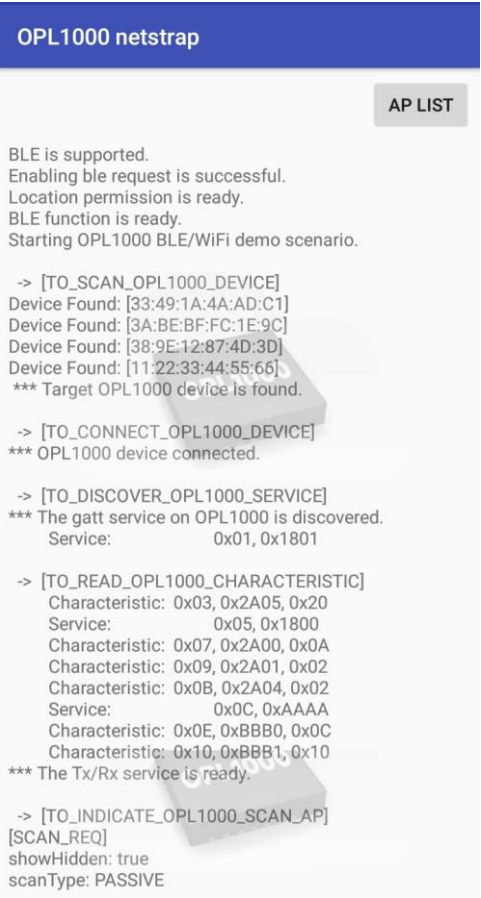 OPL1000 netstrap
AP LIST
BLE is supported.
Enabling ble request is successful.
Location permission is ready.
BLE function is ready.
Starting OPL1000 BLE/WiFi demo scenario.
-> [TO_SCAN_OPL1000_DEVICE]
Device Found: [33:49:1A:4A:AD:C1]
Device Found: [3A:BE:BF:FC:1E:9C]
Device Found: [38:9E:12:87:4D:3D]
Device Found: [11:22:33:44:55:66]
*** Target OPL1000 device is found.
-> [TO_CONNECT_OPL1000_DEVICE]
*** OPL1000 device connected.
-> [TO_DISCOVER_OPL1000_SERVICE]
*** The gatt service on OPL1000 is discovered.
Service: 0x01, 0x1801
-> [TO_READ_OPL1000_CHARACTERISTIC]
Characteristic: 0x03, 0x2A05, 0x20
Service: 0x05, 0x1800
Characteristic: 0x07, 0x2A00, 0x0A
Characteristic: 0x09, 0x2A01, 0x02
Characteristic: 0x0B, 0x2A04, 0x02
Service: 0x0C, 0xAAAA
Characteristic: 0x0E, 0xBBB0, 0x0C
Characteristic: 0x10, 0xBBB1, 0x10
*** The Tx/Rx service is ready.
-> [TO_INDICATE_OPL1000_SCAN_AP]
[SCAN_REQ]
showHidden: true
scanType: PASSIVE
OPL1000
OPL1000